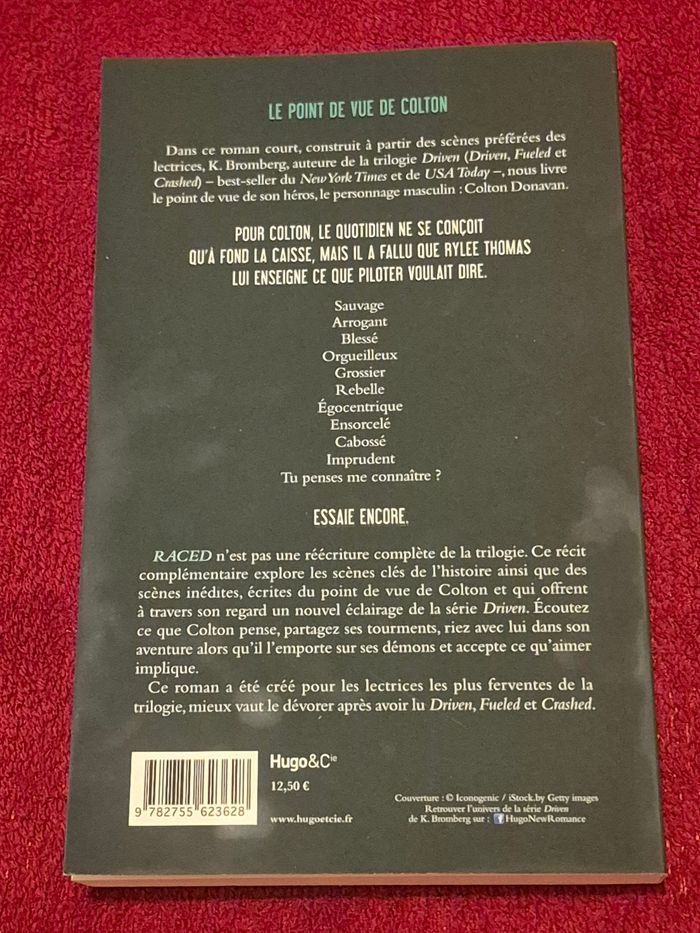 LE POINT DE VUE DE COLTON
Dans ce roman court, construit à partir des scènes préférées des
lectrices, K. Bromberg, auteure de la trilogie Driven (Driven, Fueled et
Crashed) – best-seller du New York Times et de USA Today –, nous livre
le point de vue de son héros, le personnage masculin : Colton Donavan.
POUR COLTON, LE QUOTIDIEN NE SE CONÇOIT
QU'À FOND LA CAISSE, MAIS IL A FALLU QUE RYLEE THOMAS
LUI ENSEIGNE CE QUE PILOTER VOULAIT DIRE.
Sauvage
Arrogant
Blessé
Orgueilleux
Grossier
Rebelle
Égocentrique
Ensorcelé
Cabossé
Imprudent
Tu penses me connaître ?
ESSAIE ENCORE.
RACED n'est pas une réécriture complète de la trilogie. Ce récit
complémentaire explore les scènes clés de l'histoire ainsi que des
scènes inédites, écrites du point de vue de Colton et qui offrent
à travers son regard un nouvel éclairage de la série Driven. Écoutez
ce que Colton pense, partagez ses tourments, riez avec lui dans son
aventure alors qu'il l'emporte sur ses démons et accepte ce qu'aimer
implique.
Ce roman a été créé pour les lectrices les plus ferventes de la
trilogie, mieux vaut le dévorer après avoir lu Driven, Fueled et Crashed.
Hugo&Cie
12,50 €
www.hugoetcie.fr
9 782755 623628
Couverture : © Iconogenic / iStock.by Getty images
Retrouver l'univers de la série Driven
de K. Bromberg sur : f HugoNewRomance